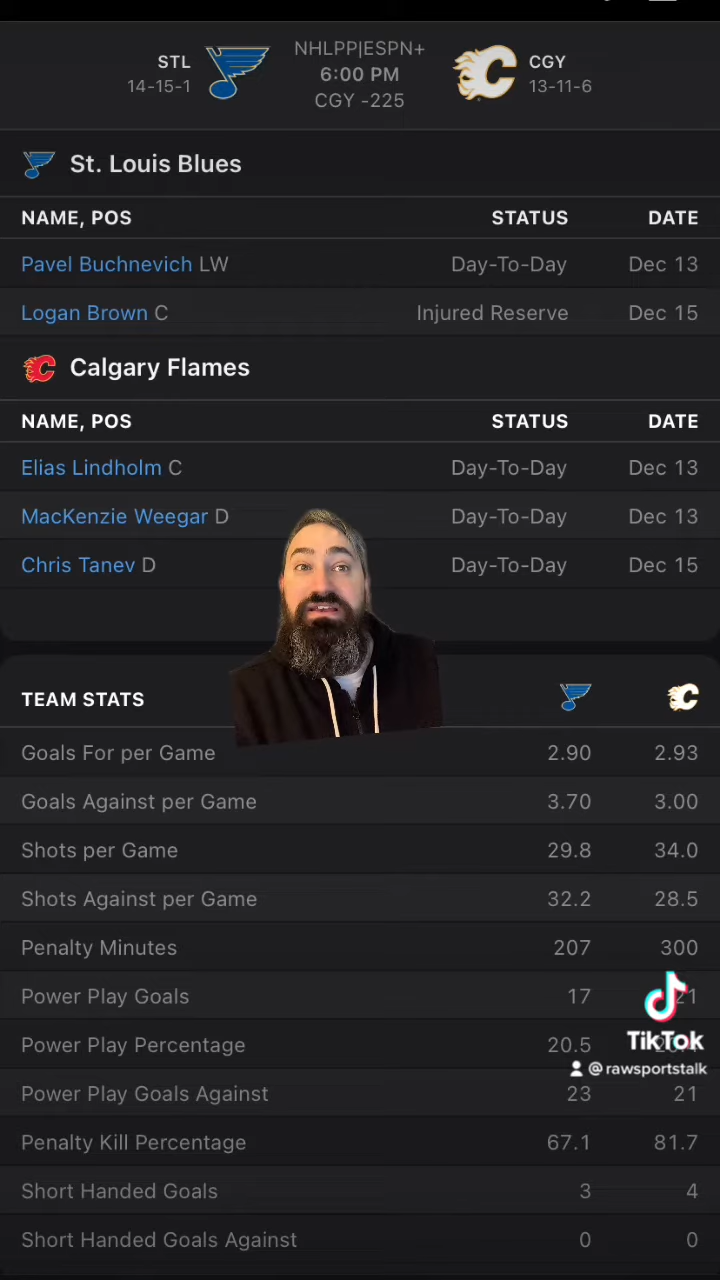 STL
14-15-1
NHLPP|ESPN+
6:00 PM
CGY -225
CGY
13-11-6
St. Louis Blues
NAME, POS STATUS DATE
Pavel Buchnevich LW Day-To-Day Dec 13
Logan Brown C Injured Reserve Dec 15
Calgary Flames
NAME, POS STATUS DATE
Elias Lindholm C Day-To-Day Dec 13
MacKenzie Weegar D Day-To-Day Dec 13
Chris Tanev D Day-To-Day Dec 15
TEAM STATS
Goals For per Game 2.90 2.93
Goals Against per Game 3.70 3.00
Shots per Game 29.8 34.0
Shots Against per Game 32.2 28.5
Penalty Minutes 207 300
Power Play Goals 17 21
Power Play Percentage 20.5
TikTok
@rawsportstalk
Power Play Goals Against 23 21
Penalty Kill Percentage 67.1 81.7
Short Handed Goals 3 4
Short Handed Goals Against 0 0